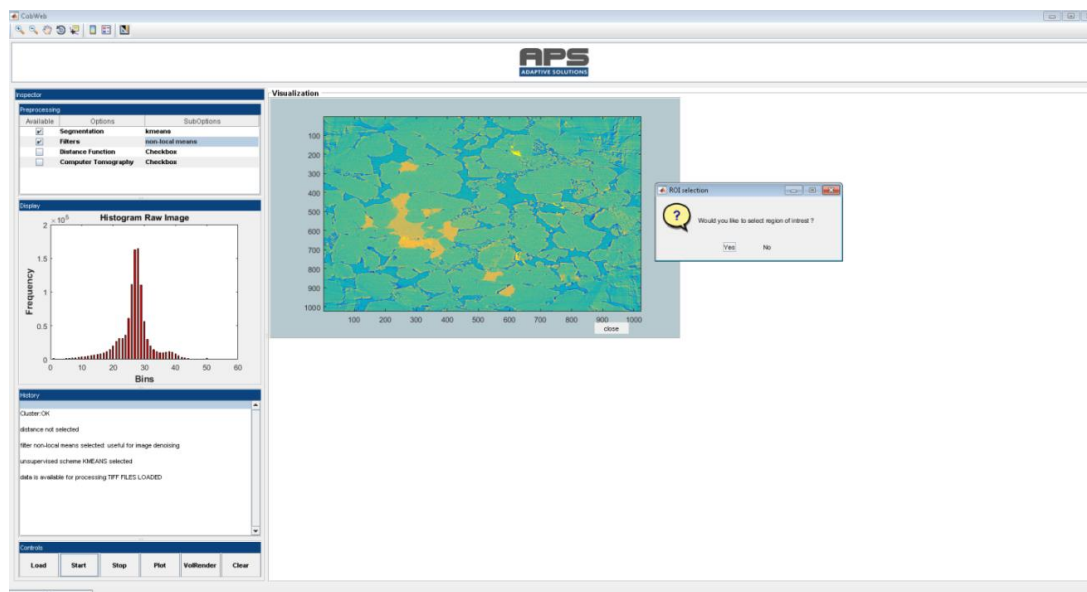 CobWeb
APS
ADAPTIVE SOLUTIONS
Inspector
Preprocessing
Available Options SubOptions
Segmentation kmeans
Filters non-local means
Distance Function Checkbox
Computer Tomography Checkbox
Display
Histogram Raw Image
2 ×10⁵
1.5
1
0.5
0
Frequency
0 10 20 30 40 50 60
Bins
History
Cluster:OK
distance not selected
filter non-local means selected: useful for image denoising
unsupervised scheme KMEANS selected
data is available for processing:TIFF FILES LOADED
Controls
Load Start Stop Plot VolRender Clear
Visualization
100
200
300
400
500
600
700
800
900
1000
100 200 300 400 500 600 700 800 900 1000
close
ROI selection
?
Would you like to select region of intrest ?
Yes No